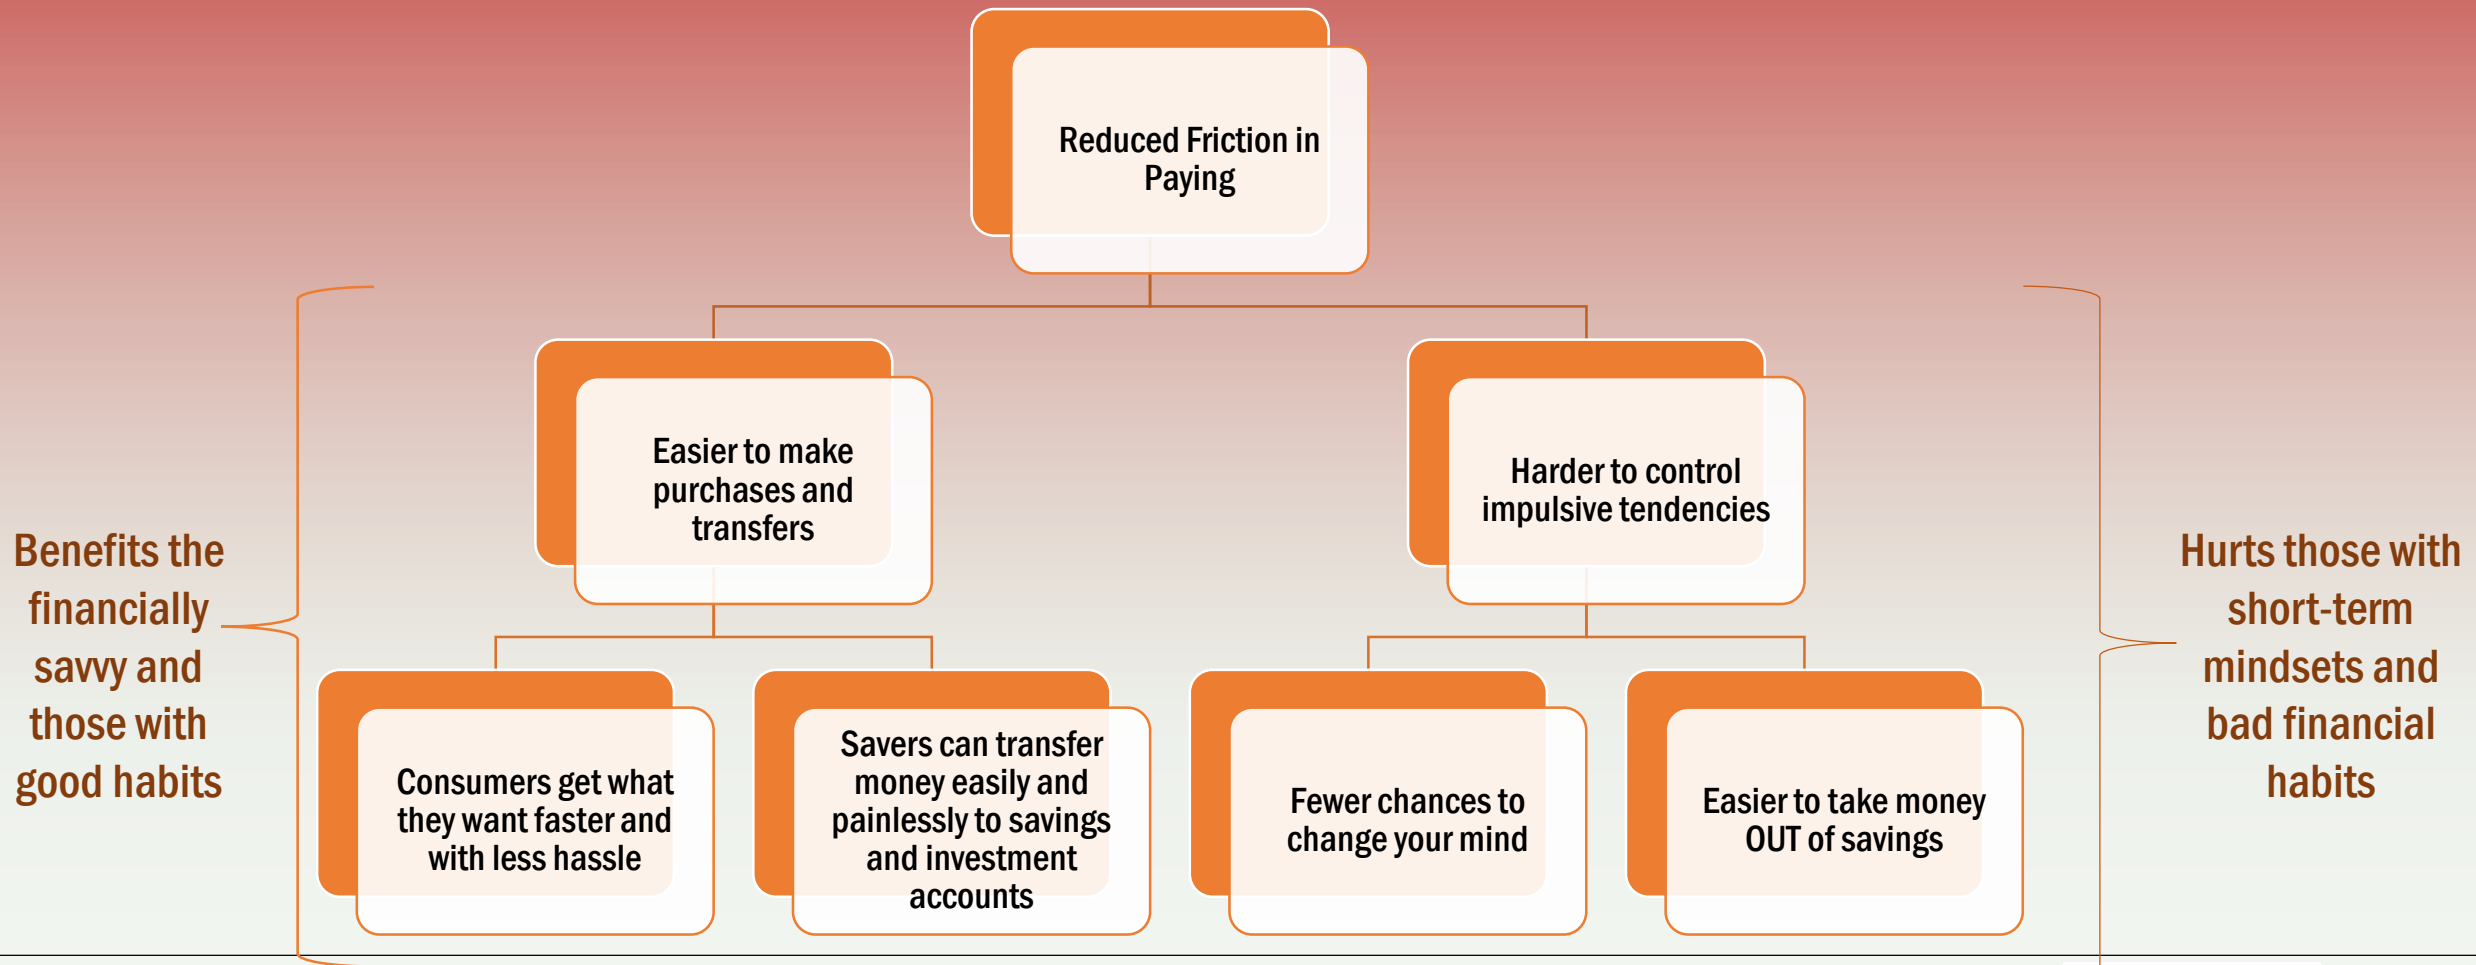 Reduced Friction in
Paying
Easier to make
purchases and
transfers
Harder to control
impulsive tendencies
Benefits the
financially
savvy and
those with
good habits
Hurts those with
short-term
mindsets and
bad financial
habits
Consumers get what
they want faster and
with less hassle
Savers can transfer
money easily and
painlessly to savings
and investment
accounts
Fewer chances to
change your mind
Easier to take money
OUT of savings